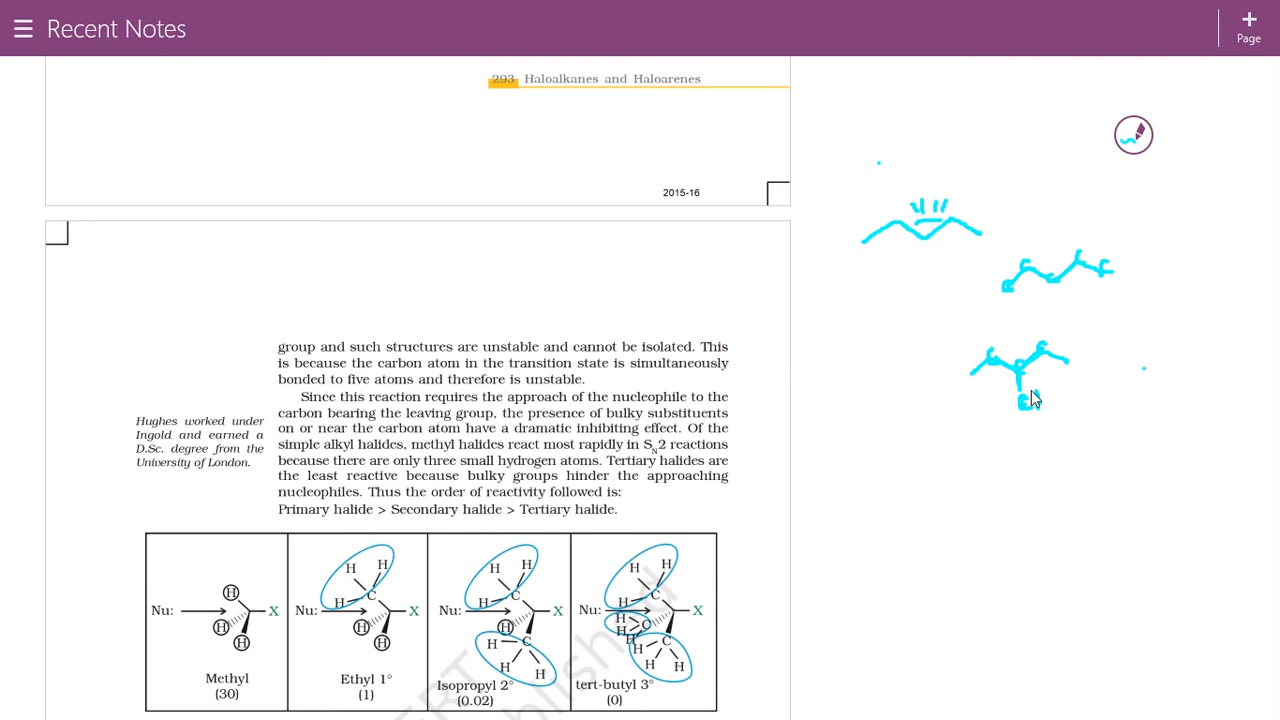 Recent Notes
Page
293 Haloalkanes and Haloarenes
2015-16
group and such structures are unstable and cannot be isolated. This
is because the carbon atom in the transition state is simultaneously
bonded to five atoms and therefore is unstable.
Since this reaction requires the approach of the nucleophile to the
carbon bearing the leaving group, the presence of bulky substituents
on or near the carbon atom have a dramatic inhibiting effect. Of the
simple alkyl halides, methyl halides react most rapidly in SN2 reactions
because there are only three small hydrogen atoms. Tertiary halides are
the least reactive because bulky groups hinder the approaching
nucleophiles. Thus the order of reactivity followed is:
Primary halide > Secondary halide > Tertiary halide.
Hughes worked under
Ingold and earned a
D.Sc. degree from the
University of London.
Nu: H H H X
Methyl
(30)
Nu: H H H C H H X
Ethyl 1°
(1)
Nu: H H H C H C H H H X
Isopropyl 2°
(0.02)
Nu: H H H C H H H C C H H H X
tert-butyl 3°
(0)